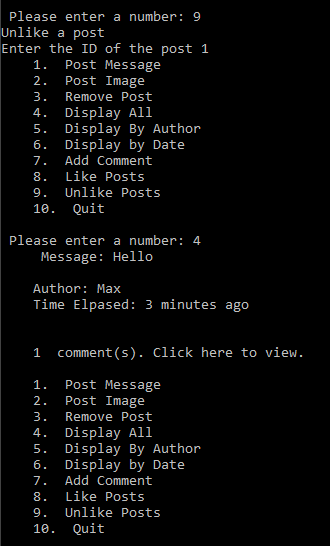 Please enter a number: 9
Unlike a post
Enter the ID of the post 1
1. Post Message
2. Post Image
3. Remove Post
4. Display All
5. Display By Author
6. Display by Date
7. Add Comment
8. Like Posts
9. Unlike Posts
10. Quit
Please enter a number: 4
Message: Hello
Author: Max
Time Elpased: 3 minutes ago
1 comment(s). Click here to view.
1. Post Message
2. Post Image
3. Remove Post
4. Display All
5. Display By Author
6. Display by Date
7. Add Comment
8. Like Posts
9. Unlike Posts
10. Quit